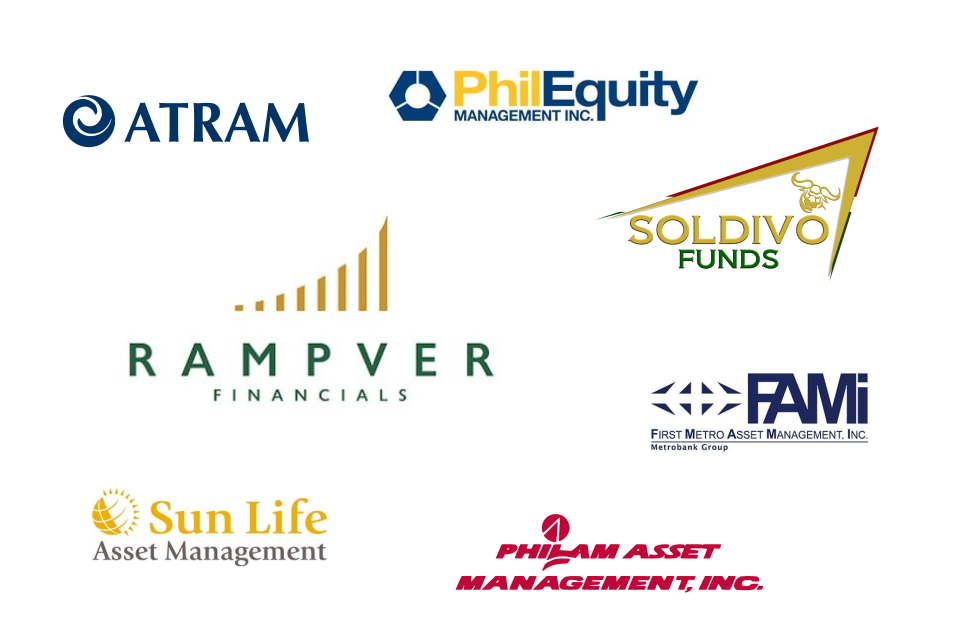 ATRAM
PhilEquity
MANAGEMENT INC.
SOLDIVO
FUNDS
RAMPVER
FINANCIALS
FAMi
FIRST METRO ASSET MANAGEMENT, INC.
Metrobank Group
Sun Life
Asset Management
PHILAM ASSET
MANAGEMENT, INC.